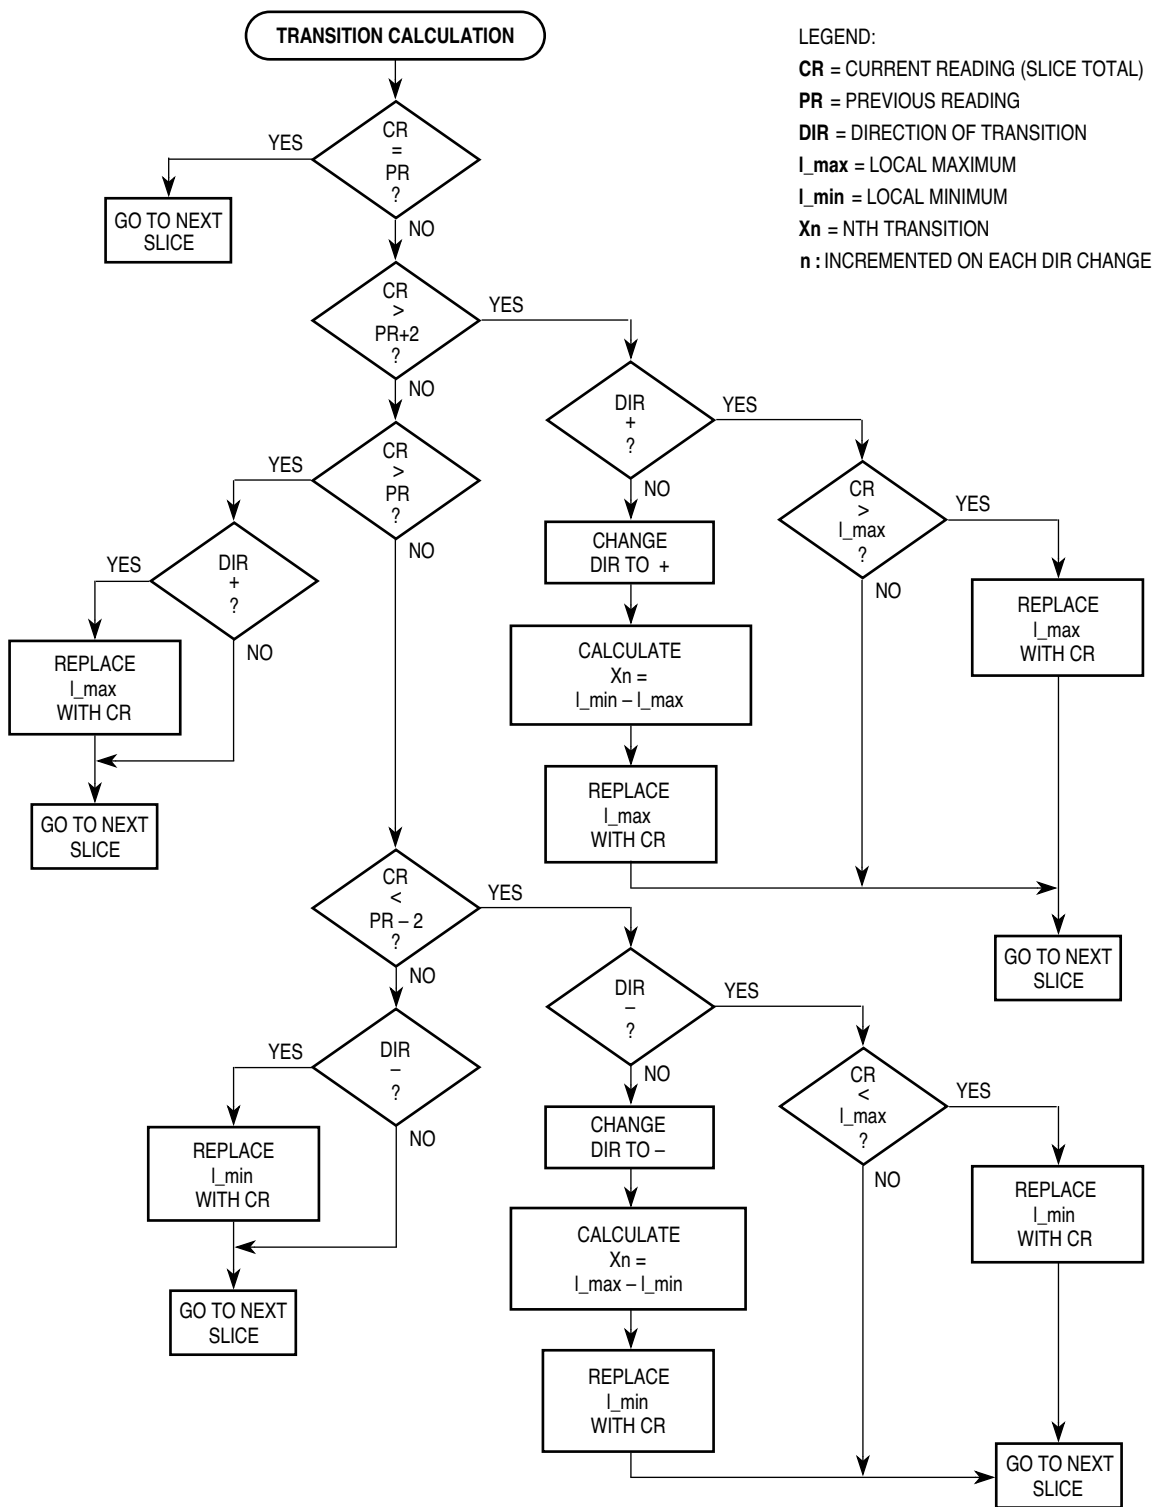 TRANSITION CALCULATION
LEGEND:
CR = CURRENT READING (SLICE TOTAL)
PR = PREVIOUS READING
DIR = DIRECTION OF TRANSITION
l_max = LOCAL MAXIMUM
l_min = LOCAL MINIMUM
Xn = NTH TRANSITION
n : INCREMENTED ON EACH DIR CHANGE
CR
=
PR
?
YES
GO TO NEXT
SLICE
NO
CR
>
PR+2
?
YES
NO
DIR
+
?
YES
NO
CR
>
l_max
?
YES
NO
REPLACE
l_max
WITH CR
CHANGE
DIR TO +
CALCULATE
Xn =
l_min – l_max
REPLACE
l_max
WITH CR
GO TO NEXT
SLICE
CR
>
PR
?
YES
NO
DIR
+
?
YES
NO
REPLACE
l_max
WITH CR
GO TO NEXT
SLICE
CR
<
PR – 2
?
YES
NO
DIR
–
?
YES
NO
CR
<
l_max
?
YES
NO
REPLACE
l_min
WITH CR
CHANGE
DIR TO –
CALCULATE
Xn =
l_max – l_min
REPLACE
l_min
WITH CR
GO TO NEXT
SLICE
DIR
–
?
YES
NO
REPLACE
l_min
WITH CR
GO TO NEXT
SLICE